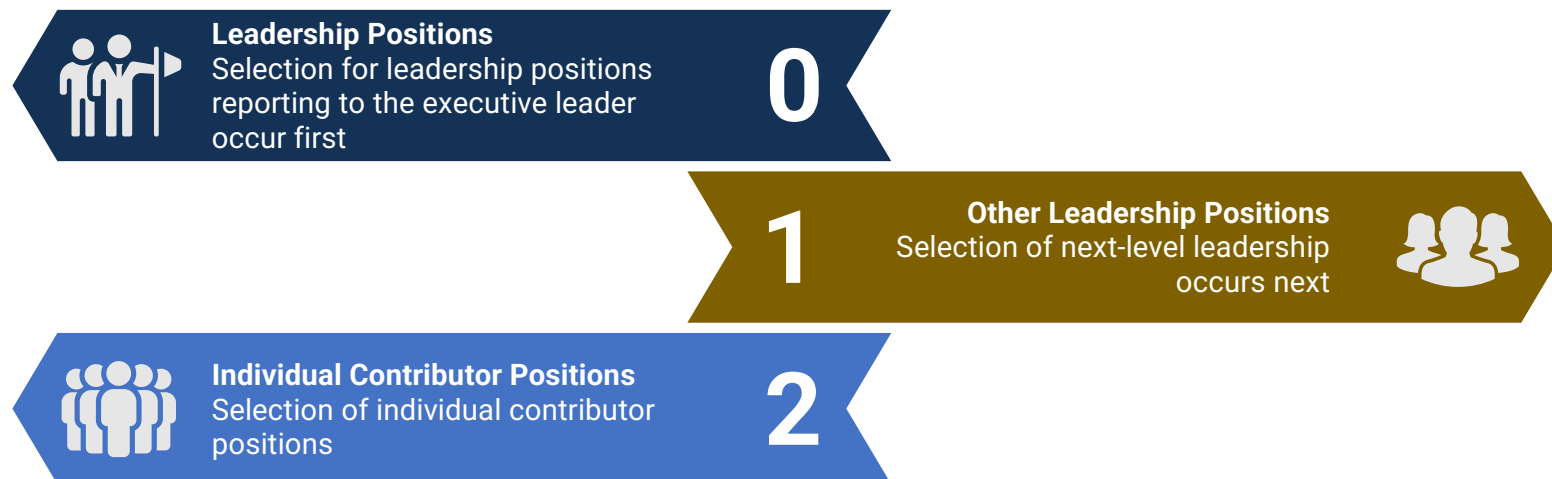 Leadership Positions
Selection for leadership positions
reporting to the executive leader
occur first
0
1
Other Leadership Positions
Selection of next-level leadership
occurs next
Individual Contributor Positions
Selection of individual contributor
positions
2